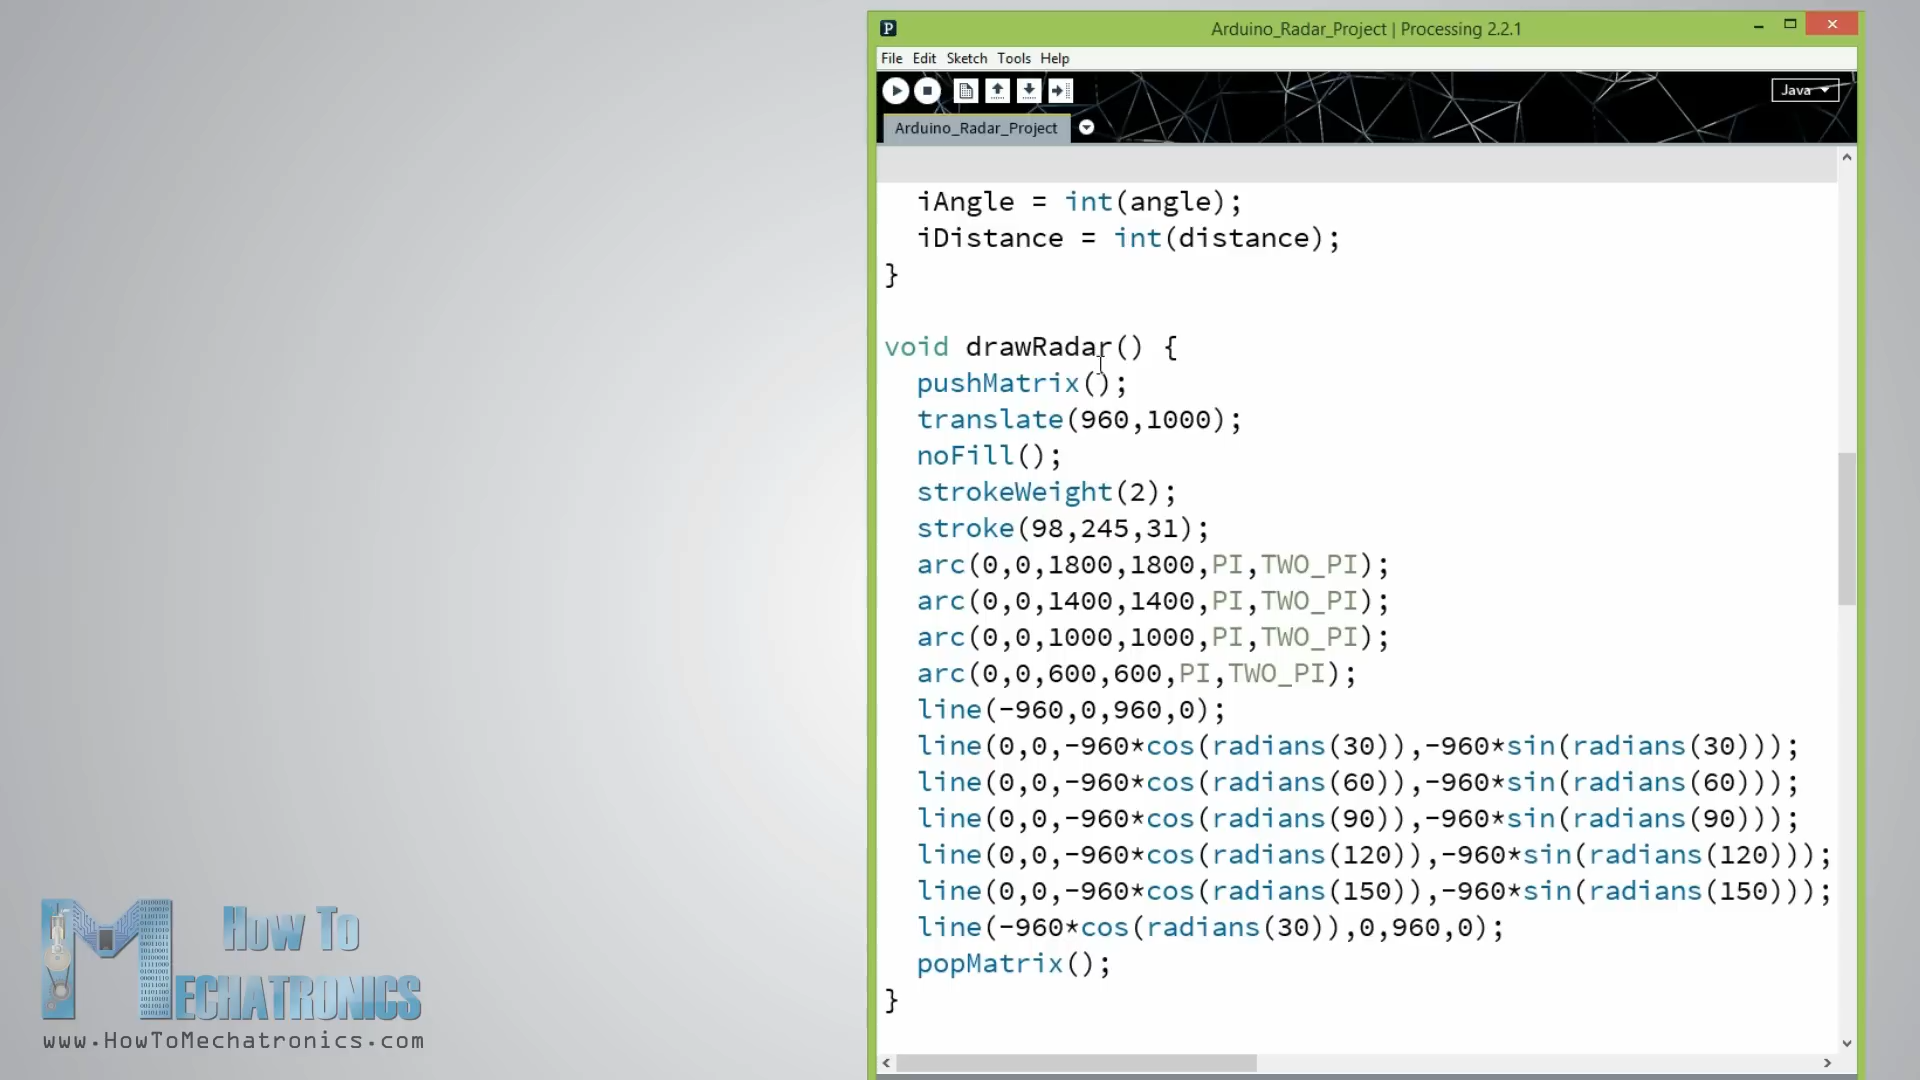 Arduino_Radar_Project | Processing 2.2.1
File Edit Sketch Tools Help
Java
Arduino_Radar_Project
iAngle = int(angle);
iDistance = int(distance);
}
void drawRadar() {
pushMatrix();
translate(960,1000);
noFill();
strokeWeight(2);
stroke(98,245,31);
arc(0,0,1800,1800,PI,TWO_PI);
arc(0,0,1400,1400,PI,TWO_PI);
arc(0,0,1000,1000,PI,TWO_PI);
arc(0,0,600,600,PI,TWO_PI);
line(-960,0,960,0);
line(0,0,-960*cos(radians(30)),-960*sin(radians(30)));
line(0,0,-960*cos(radians(60)),-960*sin(radians(60)));
line(0,0,-960*cos(radians(90)),-960*sin(radians(90)));
line(0,0,-960*cos(radians(120)),-960*sin(radians(120)));
line(0,0,-960*cos(radians(150)),-960*sin(radians(150)));
line(-960*cos(radians(30)),0,960,0);
popMatrix();
}
How To
MECHATRONICS
www.HowToMechatronics.com